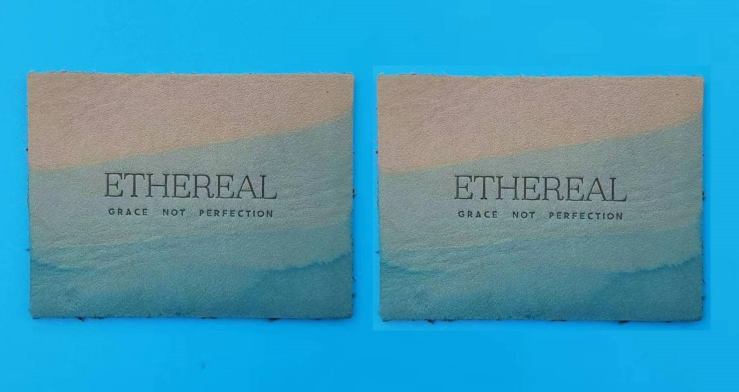 ETHEREAL
GRACE NOT PERFECTION
ETHEREAL
GRACE NOT PERFECTION